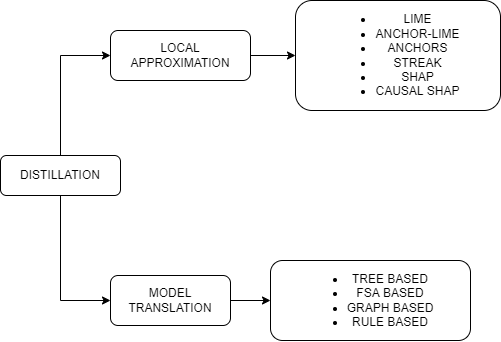 LOCAL
APPROXIMATION
• LIME
• ANCHOR-LIME
• ANCHORS
• STREAK
• SHAP
• CAUSAL SHAP
DISTILLATION
MODEL
TRANSLATION
• TREE BASED
• FSA BASED
• GRAPH BASED
• RULE BASED